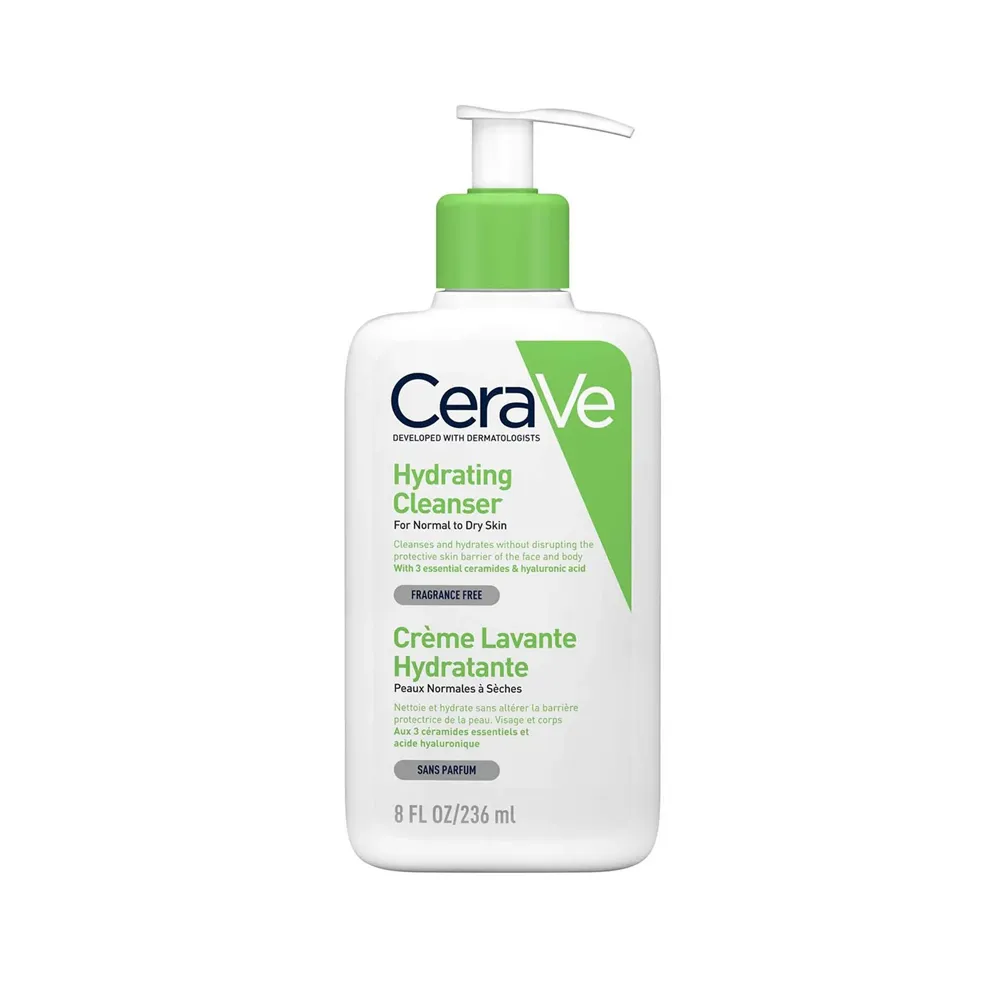 CeraVe
DEVELOPED WITH DERMATOLOGISTS
Hydrating
Cleanser
For Normal to Dry Skin
Cleanses and hydrates without disrupting the
protective skin barrier of the face and body
With 3 essential ceramides & hyaluronic acid
FRAGRANCE FREE
Crème Lavante
Hydratante
Peaux Normales à Sèches
Nettoie et hydrate sans altérer la barrière
protectrice de la peau. Visage et corps
Aux 3 céramides essentiels et
acide hyaluronique
SANS PARFUM
8 FL OZ/236 ml